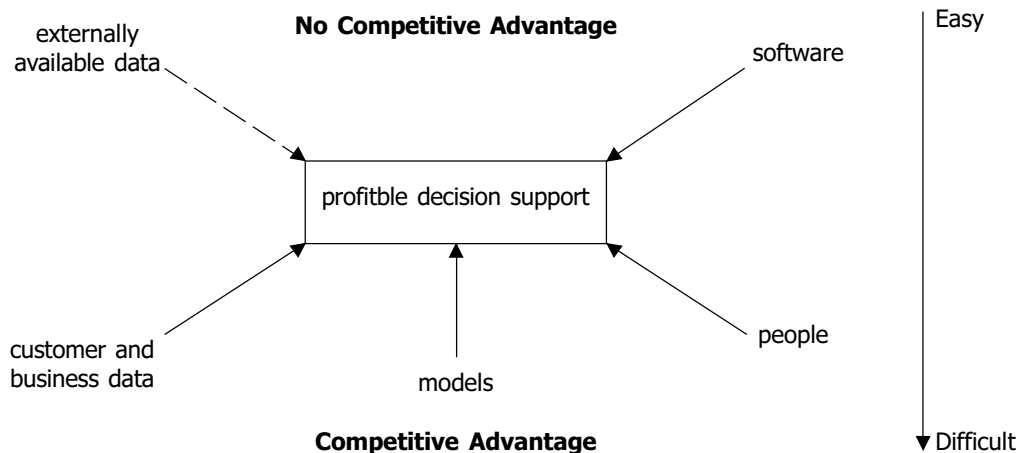 No Competitive Advantage
Easy
externally
available data
software
profitble decision support
customer and
business data
models
people
Competitive Advantage
Difficult